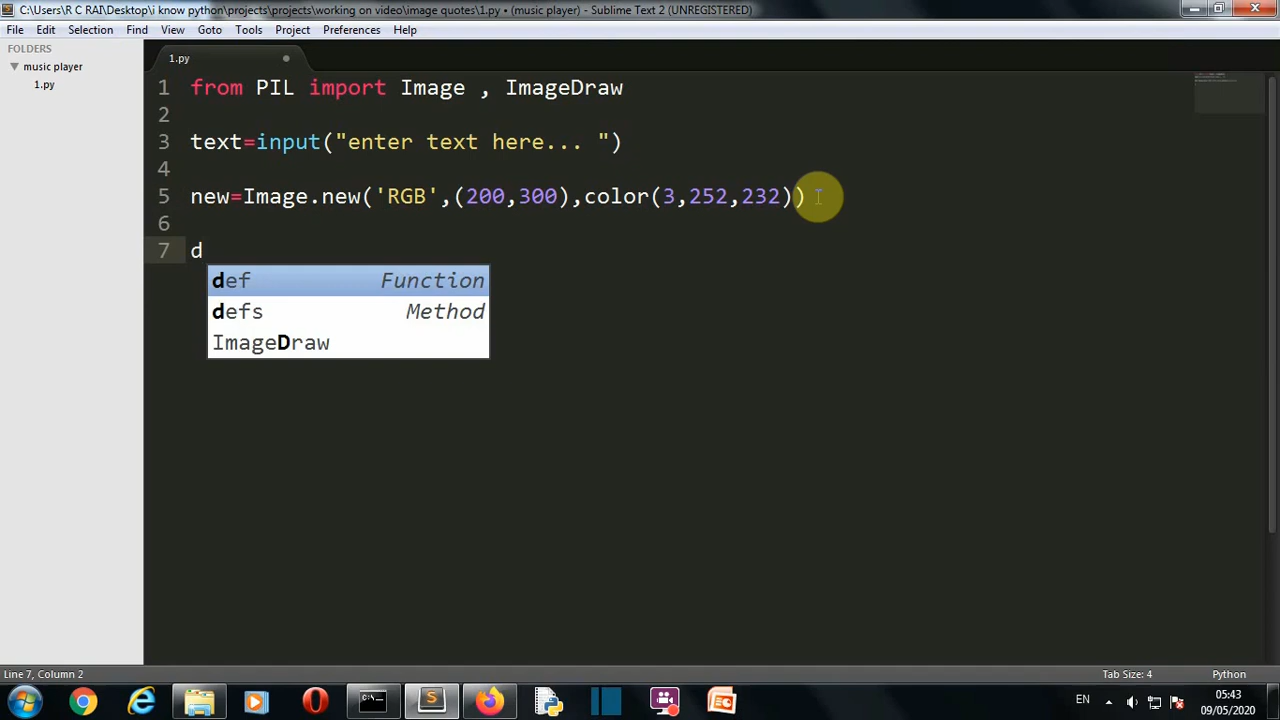 C:\Users\R C RAI\Desktop\i know python\projects\projects\working on video\image-quotes\1.py • (music player) - Sublime Text 2 (UNREGISTERED)
File Edit Selection Find View Goto Tools Project Preferences Help
FOLDERS
music player
1.py
1.py
1 from PIL import Image , ImageDraw
2
3 text=input("enter text here... ")
4
5 new=Image.new('RGB',(200,300),color(3,252,232))
6
7 d
def Function
defs Method
ImageDraw
Line 7, Column 2
Tab Size: 4
Python
EN
05:43
09/05/2020